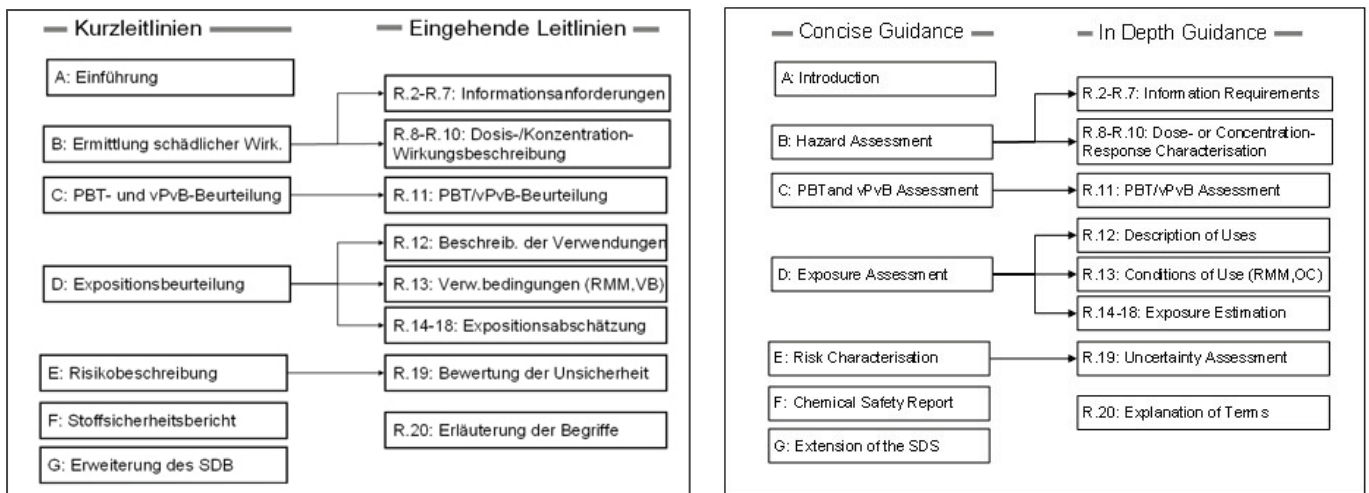 Kurzleitlinien
Eingehende Leitlinien
A: Einführung
R.2-R.7: Informationsanforderungen
B: Ermittlung schädlicher Wirk.
R.8-R.10: Dosis-/Konzentration-
Wirkungsbeschreibung
C: PBT- und vPvB-Beurteilung
R.11: PBT/vPvB-Beurteilung
R.12: Beschreib. der Verwendungen
D: Expositionsbeurteilung
R.13: Verw.bedingungen (RMM,VB)
R.14-18: Expositionsabschätzung
E: Risikobeschreibung
R.19: Bewertung der Unsicherheit
F: Stoffsicherheitsbericht
R.20: Erläuterung der Begriffe
G: Erweiterung des SDB
Concise Guidance
In Depth Guidance
A: Introduction
R.2-R.7: Information Requirements
B: Hazard Assessment
R.8-R.10: Dose- or Concentration-
Response Characterisation
C: PBT and vPvB Assessment
R.11: PBT/vPvB Assessment
R.12: Description of Uses
D: Exposure Assessment
R.13: Conditions of Use (RMM,OC)
R.14-18: Exposure Estimation
E: Risk Characterisation
R.19: Uncertainty Assessment
F: Chemical Safety Report
R.20: Explanation of Terms
G: Extension of the SDS